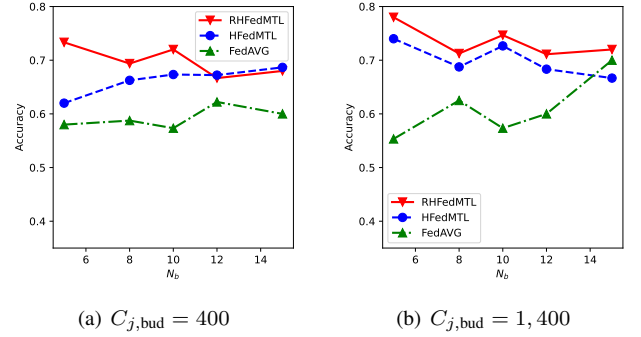 0.8
0.7
0.6
0.5
0.4
Accuracy
6 8 10 12 14
N_b
RHFedMTL
HFedMTL
FedAVG
(a) C_{j,bud} = 400
0.8
0.7
0.6
0.5
0.4
Accuracy
6 8 10 12 14
N_b
RHFedMTL
HFedMTL
FedAVG
(b) C_{j,bud} = 1,400